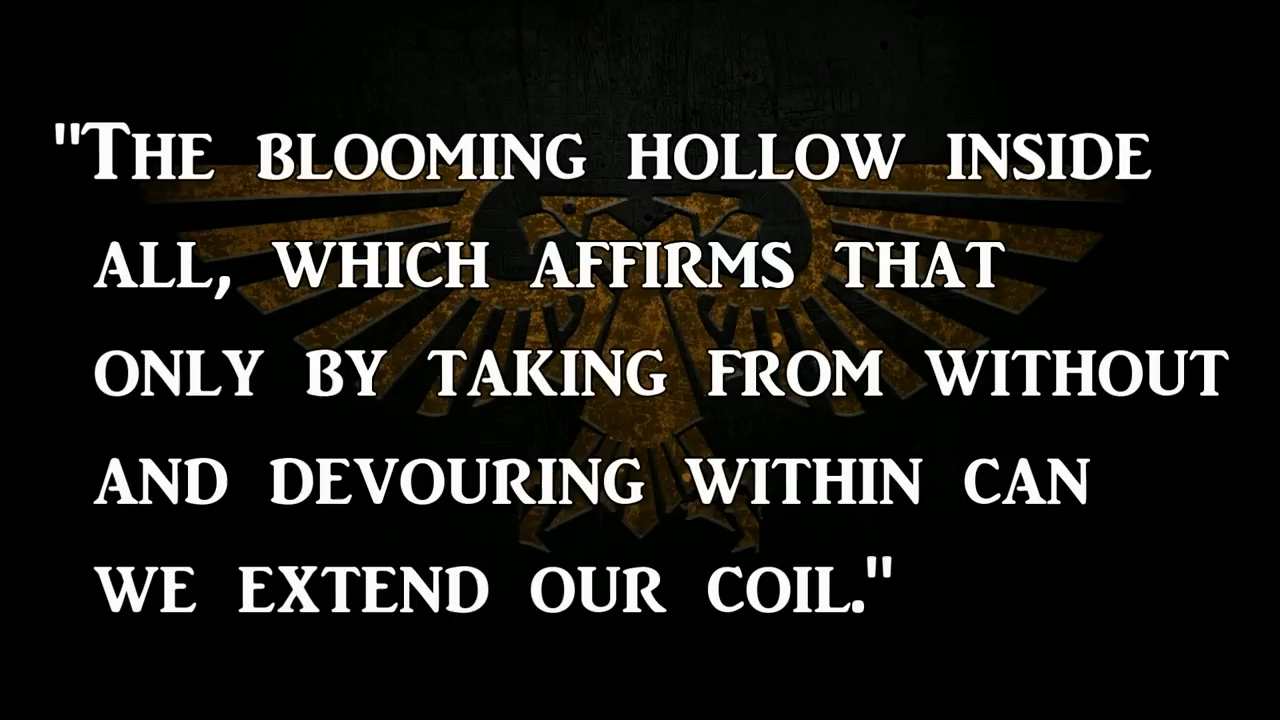 "The blooming hollow inside
all, which affirms that
only by taking from without
and devouring within can
we extend our coil."